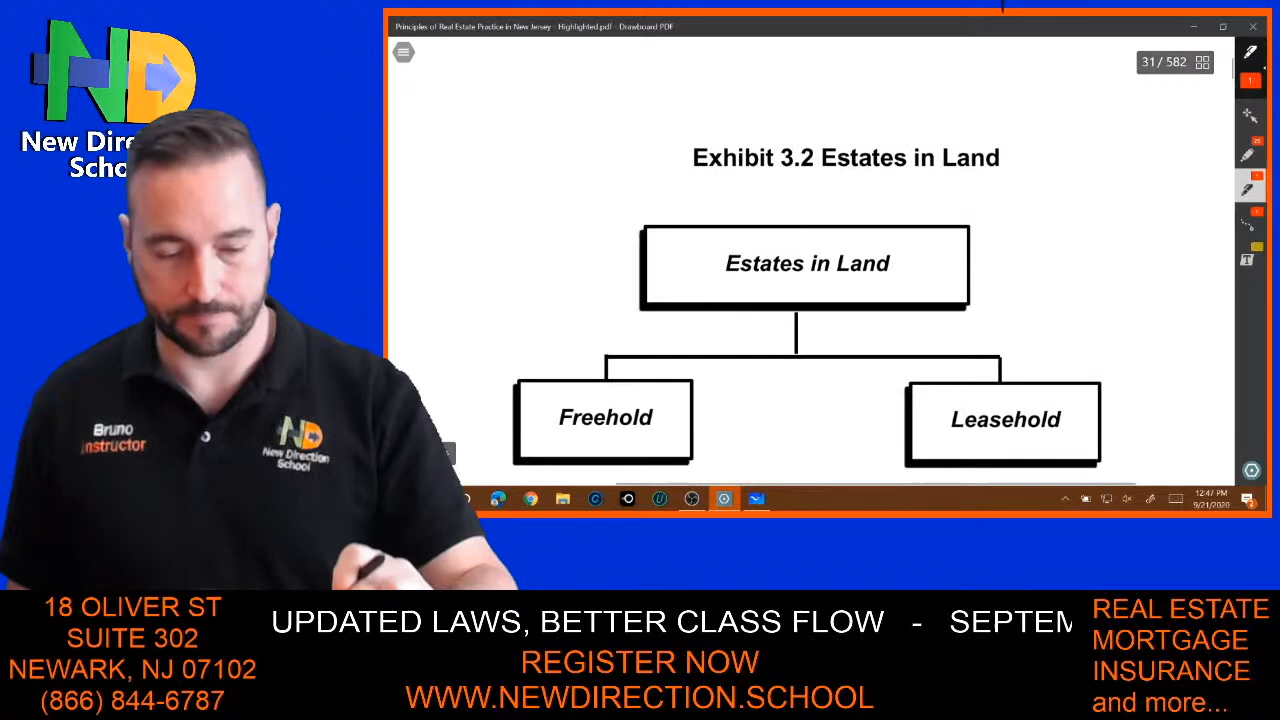 ND
New Dire
Scho
Bruno
Instructor
ND
New Direction
School
Principles of Real Estate Practice in New Jersey - Highlighted.pdf - Drawboard PDF
31 / 582
Exhibit 3.2 Estates in Land
Estates in Land
Freehold
Leasehold
12:47 PM
9/21/2020
18 OLIVER ST
SUITE 302
NEWARK, NJ 07102
(866) 844-6787
UPDATED LAWS, BETTER CLASS FLOW - SEPTEM
REGISTER NOW
WWW.NEWDIRECTION.SCHOOL
REAL ESTATE
MORTGAGE
INSURANCE
and more...